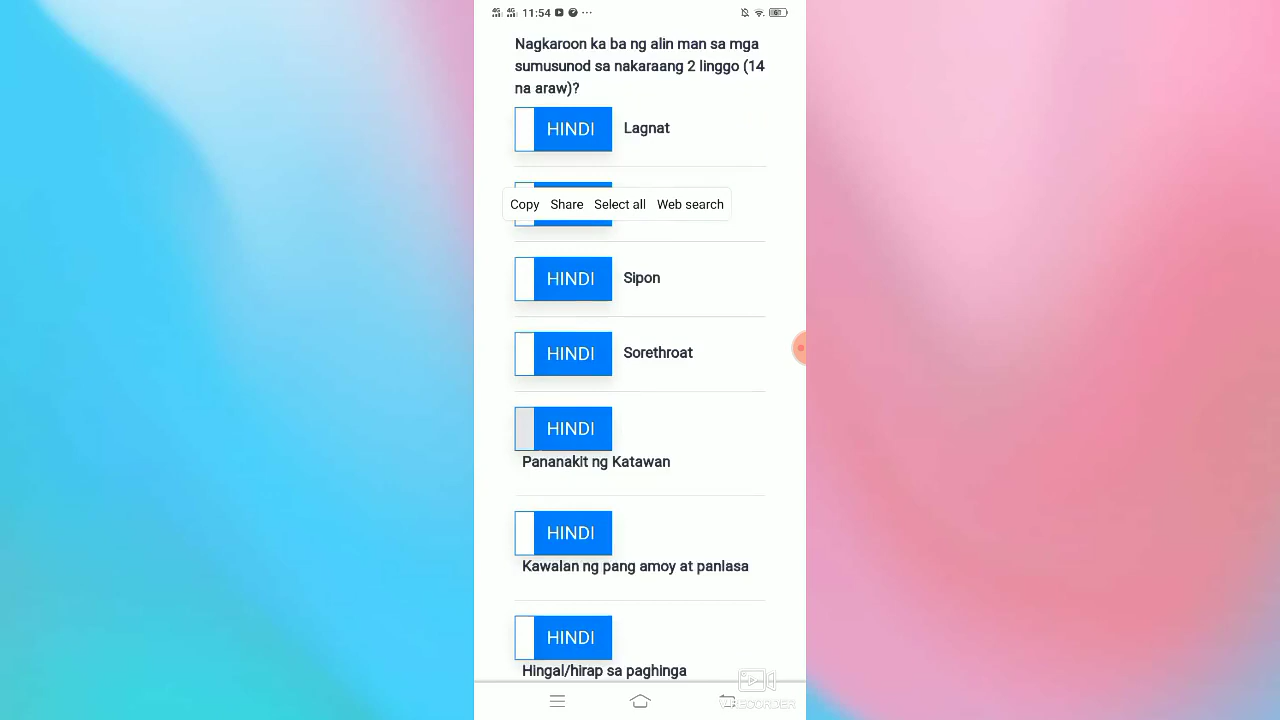 11:54
Nagkaroon ka ba ng alin man sa mga
sumusunod sa nakaraang 2 linggo (14
na araw)?
HINDI Lagnat
Copy Share Select all Web search
HINDI Sipon
HINDI Sorethroat
HINDI
Pananakit ng Katawan
HINDI
Kawalan ng pang amoy at panlasa
HINDI
Hingal/hirap sa paghinga